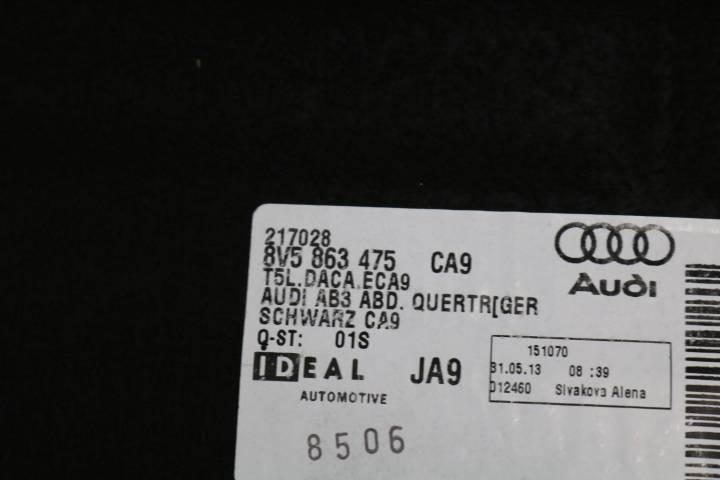 217028
8V5 863 475 CA9
T5L.DACA.ECA9
AUDI AB3 ABD. QUERTR[GER
SCHWARZ CA9
Q-ST: 01S
IDEAL JA9
AUTOMOTIVE
8506
Audi
151070
31.05.13 08:39
012460 Sivakova Alena